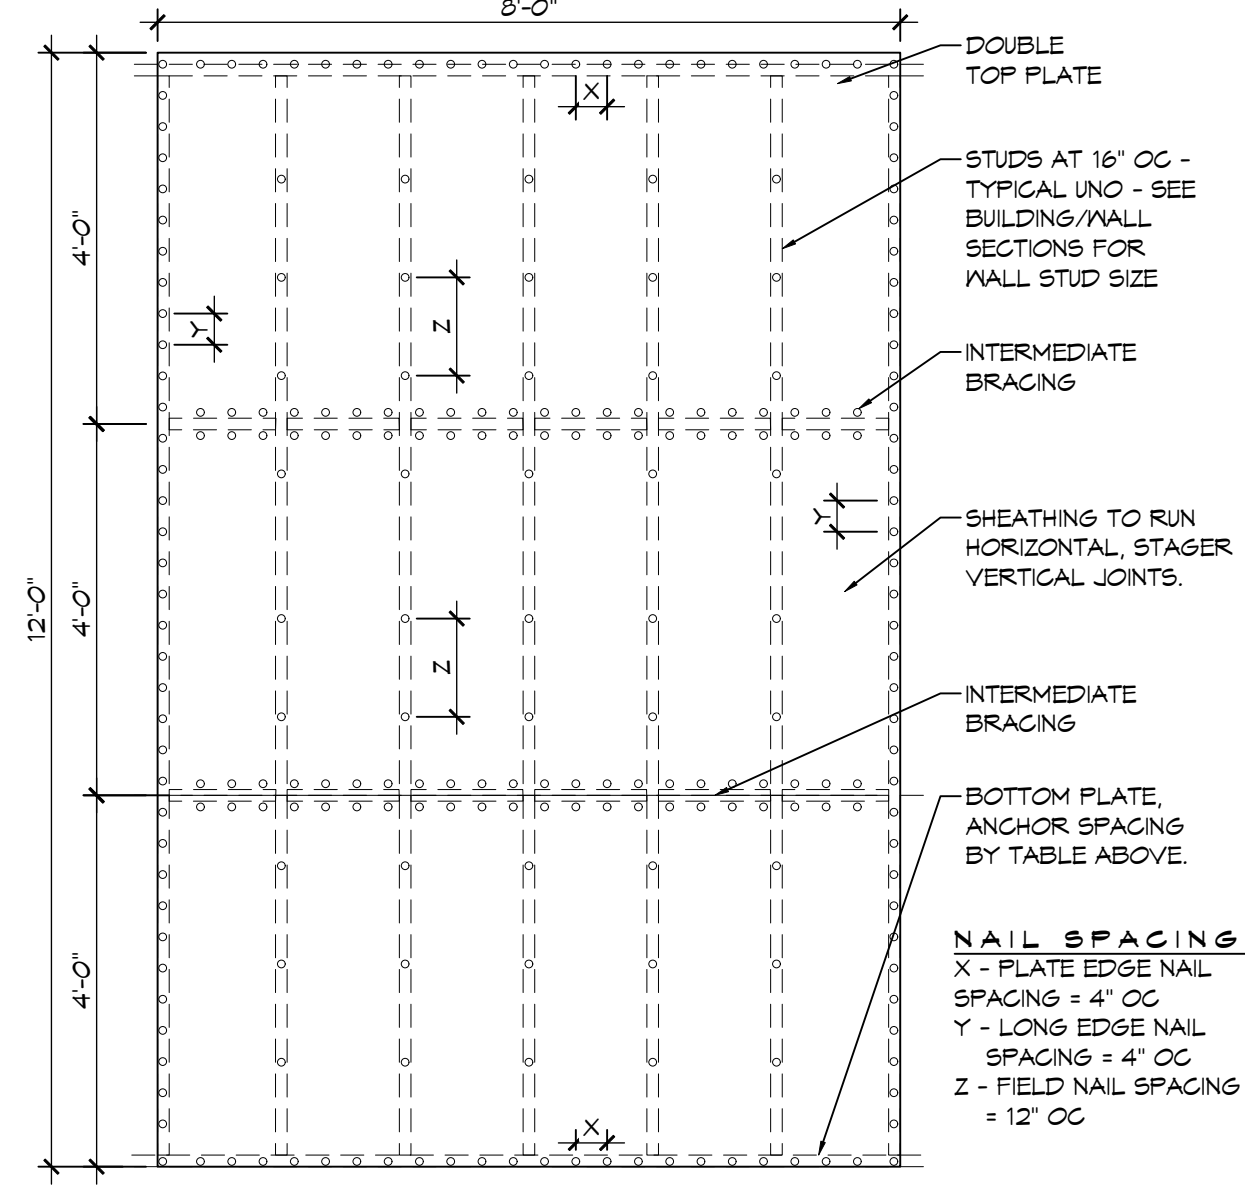 8'-0"
DOUBLE
TOP PLATE
X
STUDS AT 16" OC -
TYPICAL UNO - SEE
BUILDING/WALL
SECTIONS FOR
WALL STUD SIZE
4'-0"
Y
Z
INTERMEDIATE
BRACING
Y
SHEATHING TO RUN
HORIZONTAL, STAGER
VERTICAL JOINTS.
12'-0"
4'-0"
Z
INTERMEDIATE
BRACING
BOTTOM PLATE,
ANCHOR SPACING
BY TABLE ABOVE.
4'-0"
X
NAIL SPACING
X - PLATE EDGE NAIL
SPACING = 4" OC
Y - LONG EDGE NAIL
SPACING = 4" OC
Z - FIELD NAIL SPACING
= 12" OC